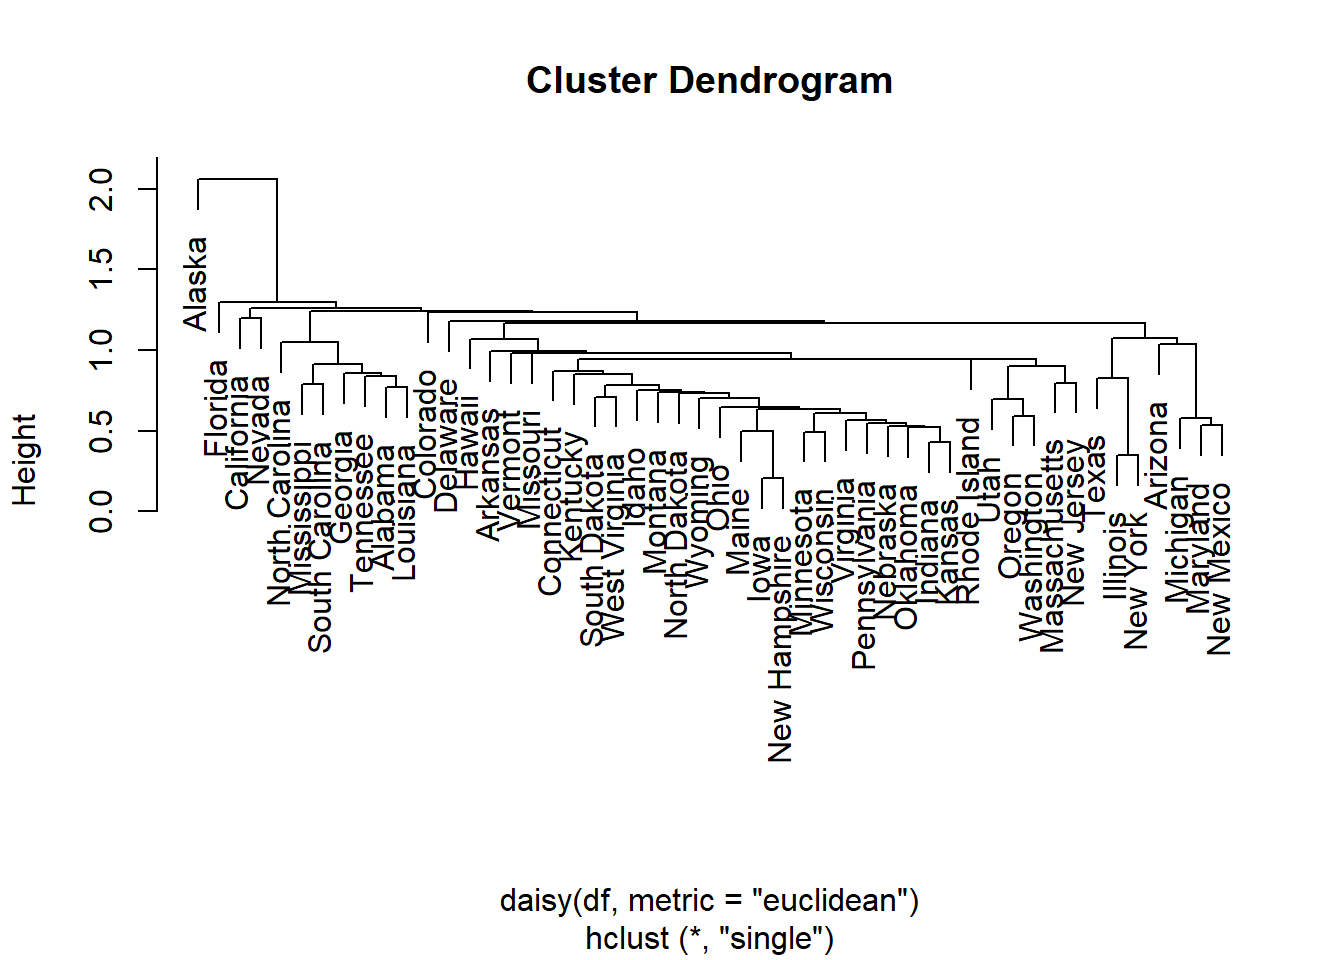 Cluster Dendrogram
Height
0.0
0.5
1.0
1.5
2.0
Alaska
Florida
California
Nevada
North Carolina
Mississippi
South Carolina
Georgia
Tennessee
Alabama
Louisiana
Colorado
Delaware
Hawaii
Arkansas
Vermont
Missouri
Connecticut
Kentucky
South Dakota
West Virginia
Idaho
Montana
North Dakota
Wyoming
Ohio
Maine
Iowa
New Hampshire
Minnesota
Wisconsin
Virginia
Pennsylvania
Nebraska
Oklahoma
Indiana
Kansas
Rhode Island
Utah
Oregon
Washington
Massachusetts
New Jersey
Texas
Illinois
New York
Arizona
Michigan
Maryland
New Mexico
daisy(df, metric = "euclidean")
hclust (*, "single")